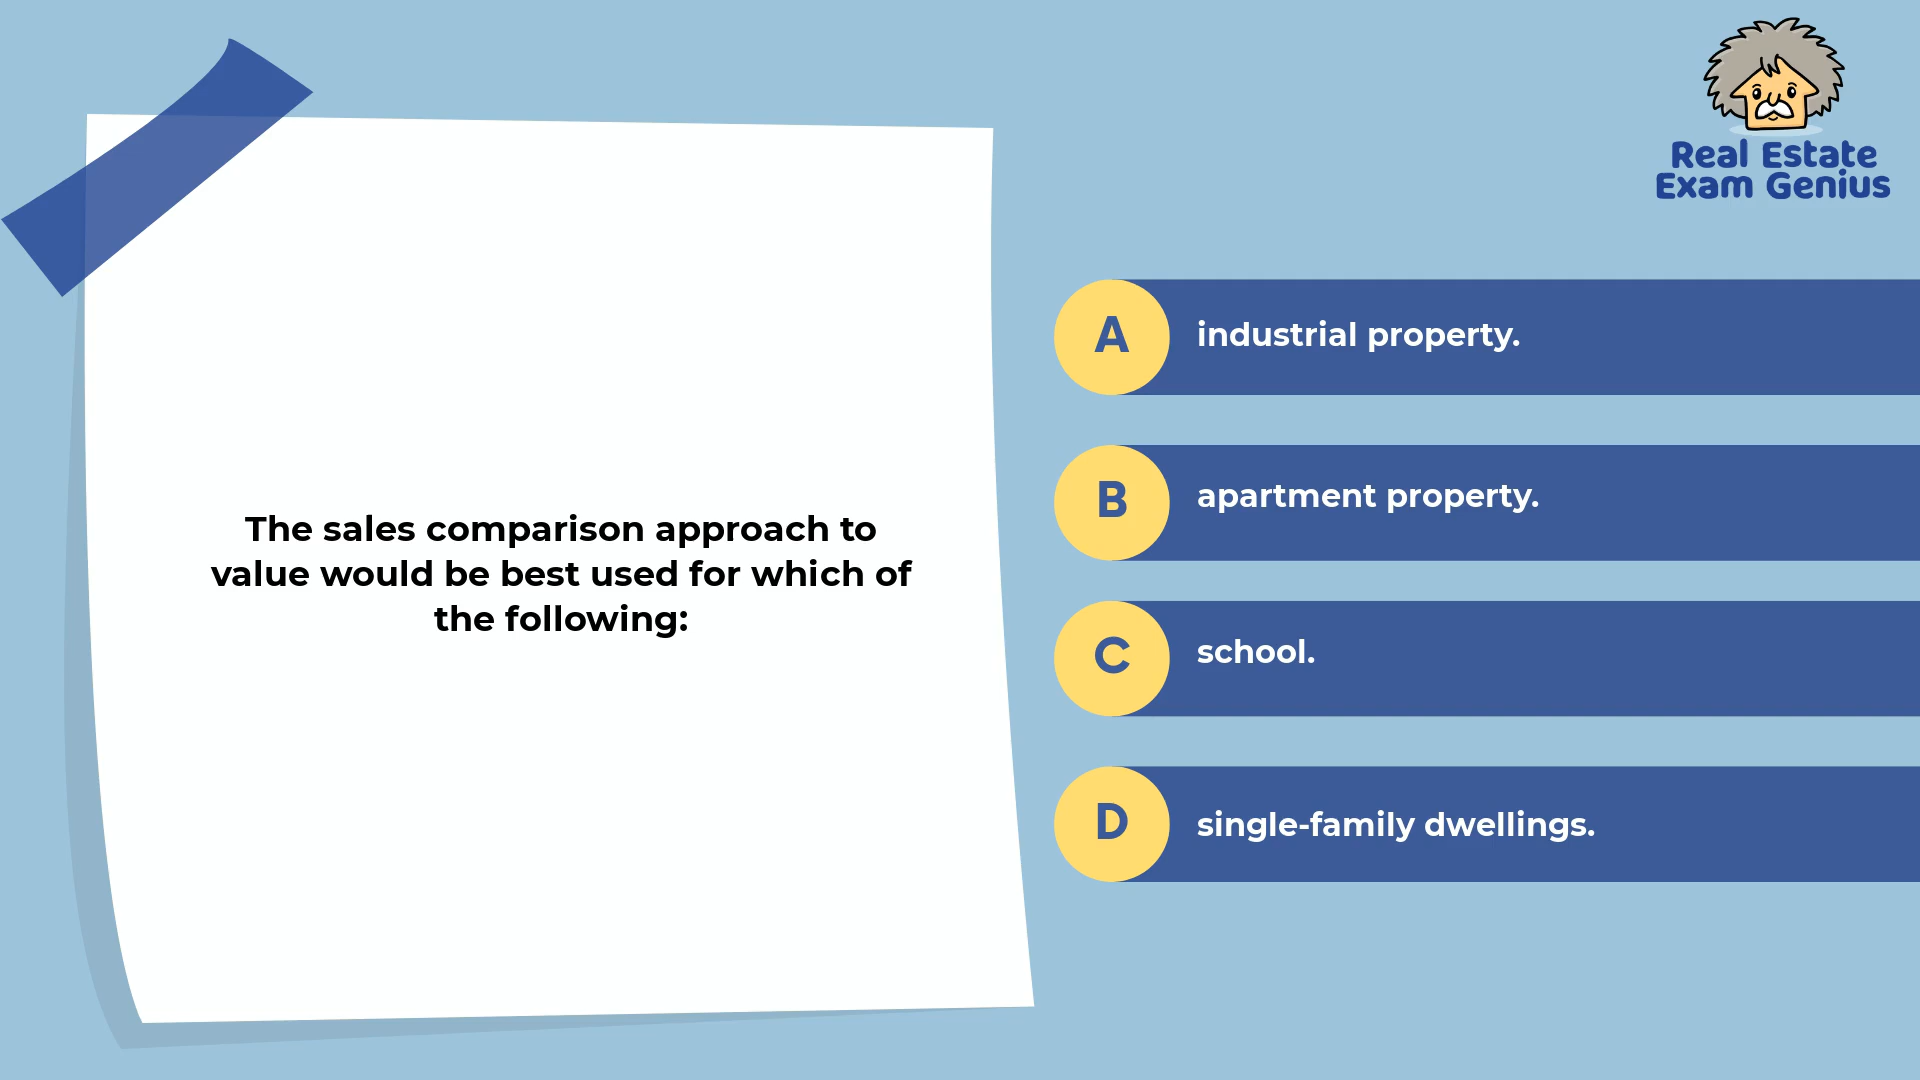 Real Estate
Exam Genius
The sales comparison approach to
value would be best used for which of
the following:
A
industrial property.
B
apartment property.
C
school.
D
single-family dwellings.